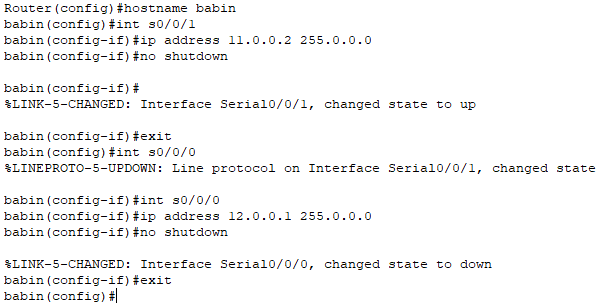 Router(config)#hostname babin
babin(config)#int s0/0/1
babin(config-if)#ip address 11.0.0.2 255.0.0.0
babin(config-if)#no shutdown
babin(config-if)#
%LINK-5-CHANGED: Interface Serial0/0/1, changed state to up
babin(config-if)#exit
babin(config)#int s0/0/0
%LINEPROTO-5-UPDOWN: Line protocol on Interface Serial0/0/1, changed state
babin(config-if)#int s0/0/0
babin(config-if)#ip address 12.0.0.1 255.0.0.0
babin(config-if)#no shutdown
%LINK-5-CHANGED: Interface Serial0/0/0, changed state to down
babin(config-if)#exit
babin(config)#